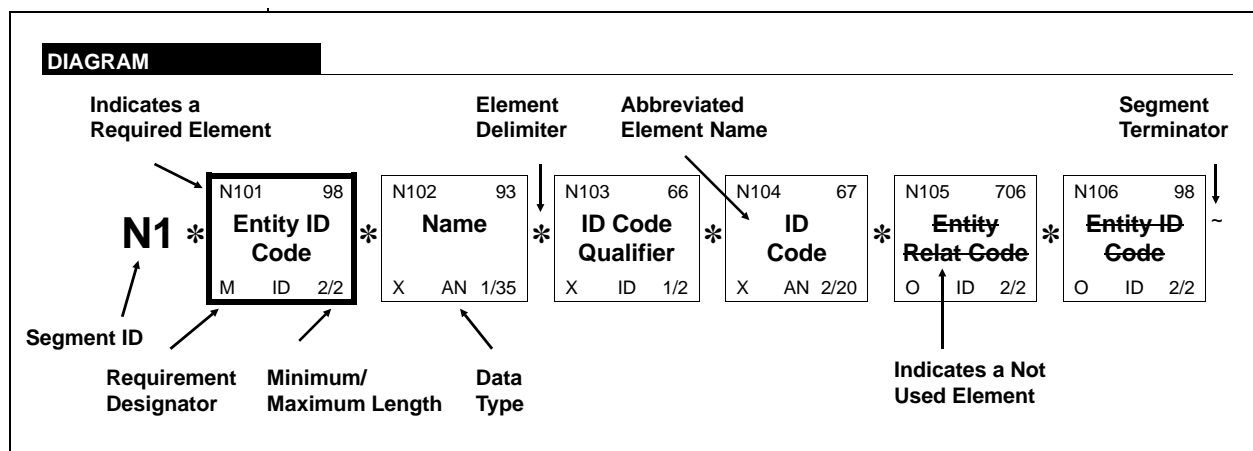 DIAGRAM
Indicates a
Required Element
Element
Delimiter
Abbreviated
Element Name
Segment
Terminator
N1 *
N101 98
Entity ID
Code
M ID 2/2
*
N102 93
Name
X AN 1/35
*
N103 66
ID Code
Qualifier
X ID 1/2
*
N104 67
ID
Code
X AN 2/20
*
N105 706
Entity
Relat Code
O ID 2/2
*
N106 98
Entity ID
Code
O ID 2/2
~
Segment ID
Requirement
Designator
Minimum/
Maximum Length
Data
Type
Indicates a Not
Used Element